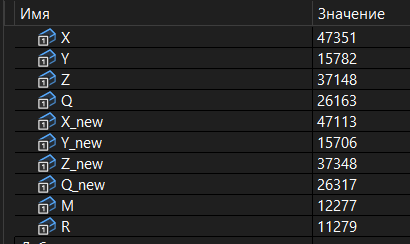 Имя Значение
X 47351
Y 15782
Z 37148
Q 26163
X_new 47113
Y_new 15706
Z_new 37348
Q_new 26317
M 12277
R 11279